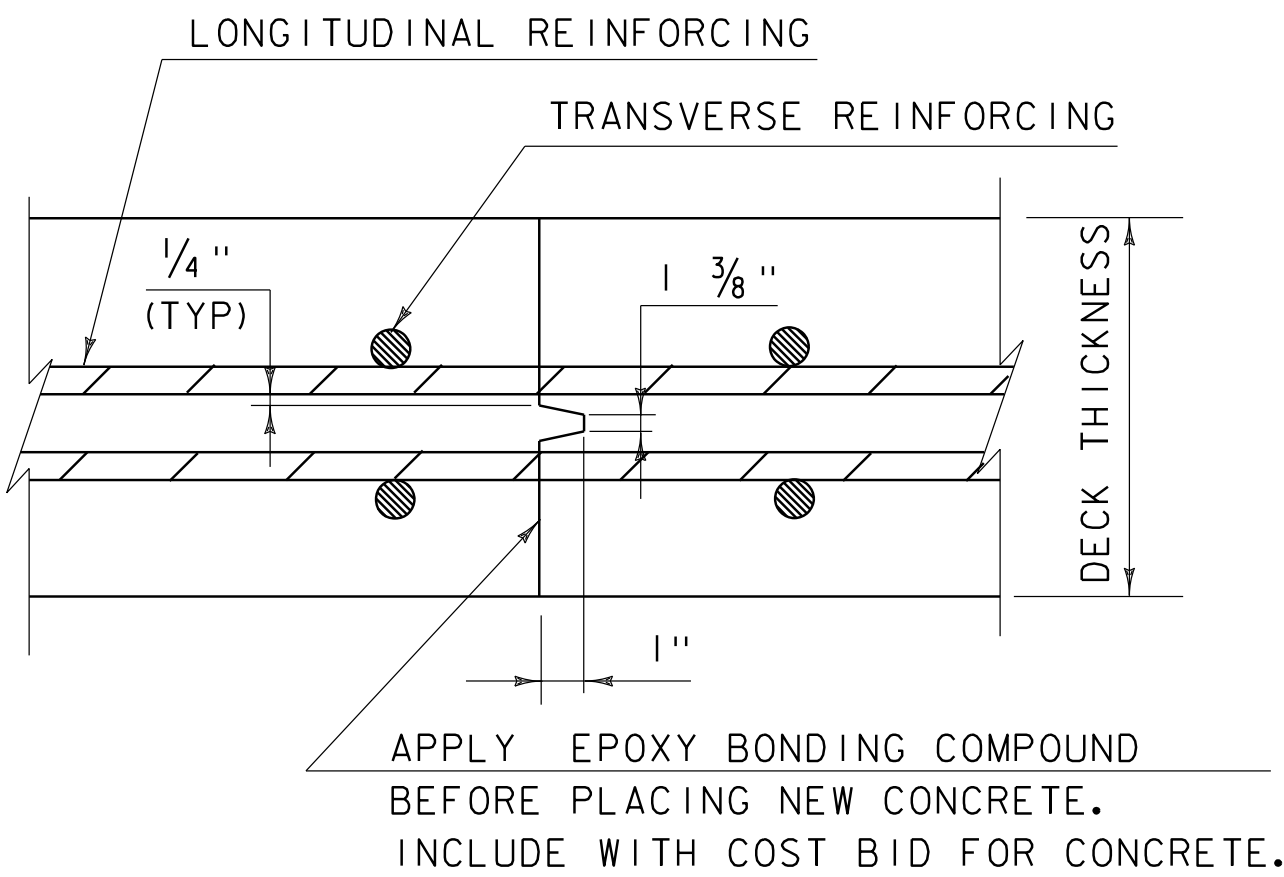 LONGITUDINAL REINFORCING
TRANSVERSE REINFORCING
1/4 "
(TYP)
1 3/8 "
DECK THICKNESS
1"
APPLY EPOXY BONDING COMPOUND
BEFORE PLACING NEW CONCRETE.
INCLUDE WITH COST BID FOR CONCRETE.